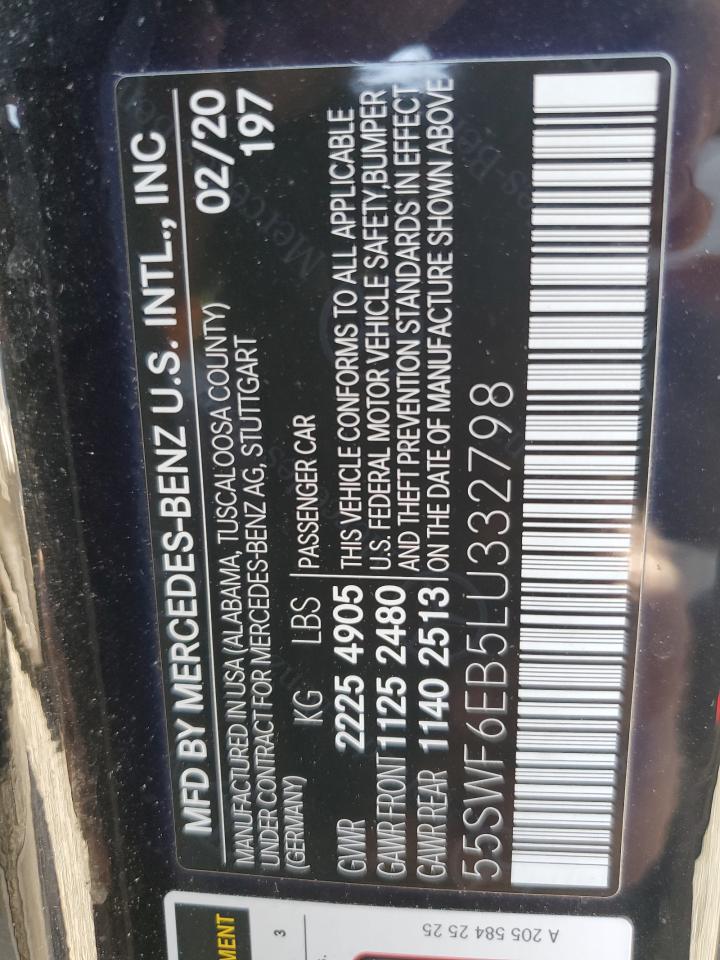 MFD BY MERCEDES-BENZ U.S. INTL., INC
02/20
197
MANUFACTURED IN USA (ALABAMA, TUSCALOOSA COUNTY)
UNDER CONTRACT FOR MERCEDES-BENZ AG, STUTTGART
(GERMANY)
KG LBS PASSENGER CAR
GWR 2225 4905
GAWR FRONT 1125 2480
GAWR REAR 1140 2513
THIS VEHICLE CONFORMS TO ALL APPLICABLE
U.S. FEDERAL MOTOR VEHICLE SAFETY,BUMPER
AND THEFT PREVENTION STANDARDS IN EFFECT
ON THE DATE OF MANUFACTURE SHOWN ABOVE
55SWF6EB5LU332798
MENT
3
A 205 584 25 25